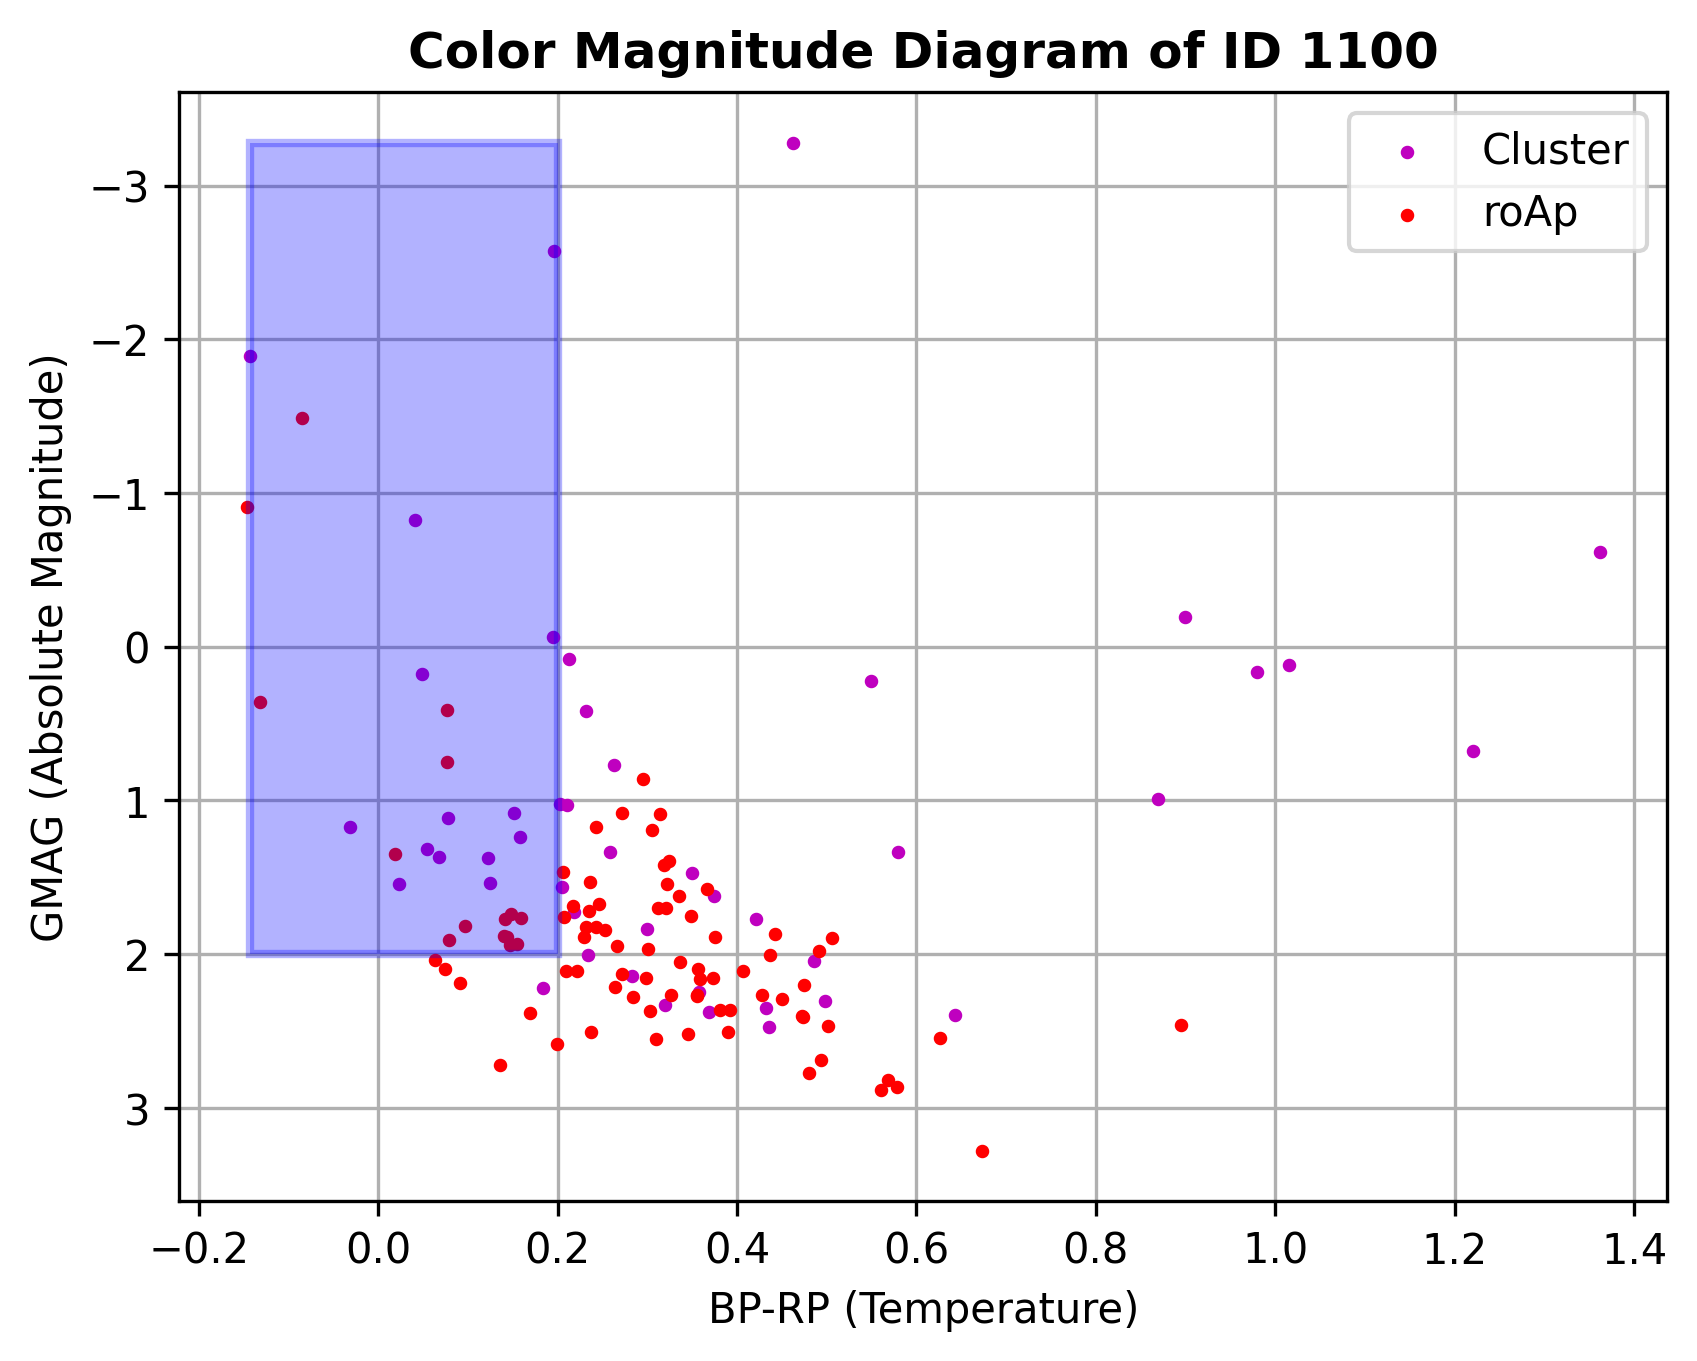 Color Magnitude Diagram of ID 1100
Cluster
roAp
GMAG (Absolute Magnitude)
−3
−2
−1
0
1
2
3
−0.2 0.0 0.2 0.4 0.6 0.8 1.0 1.2 1.4
BP-RP (Temperature)